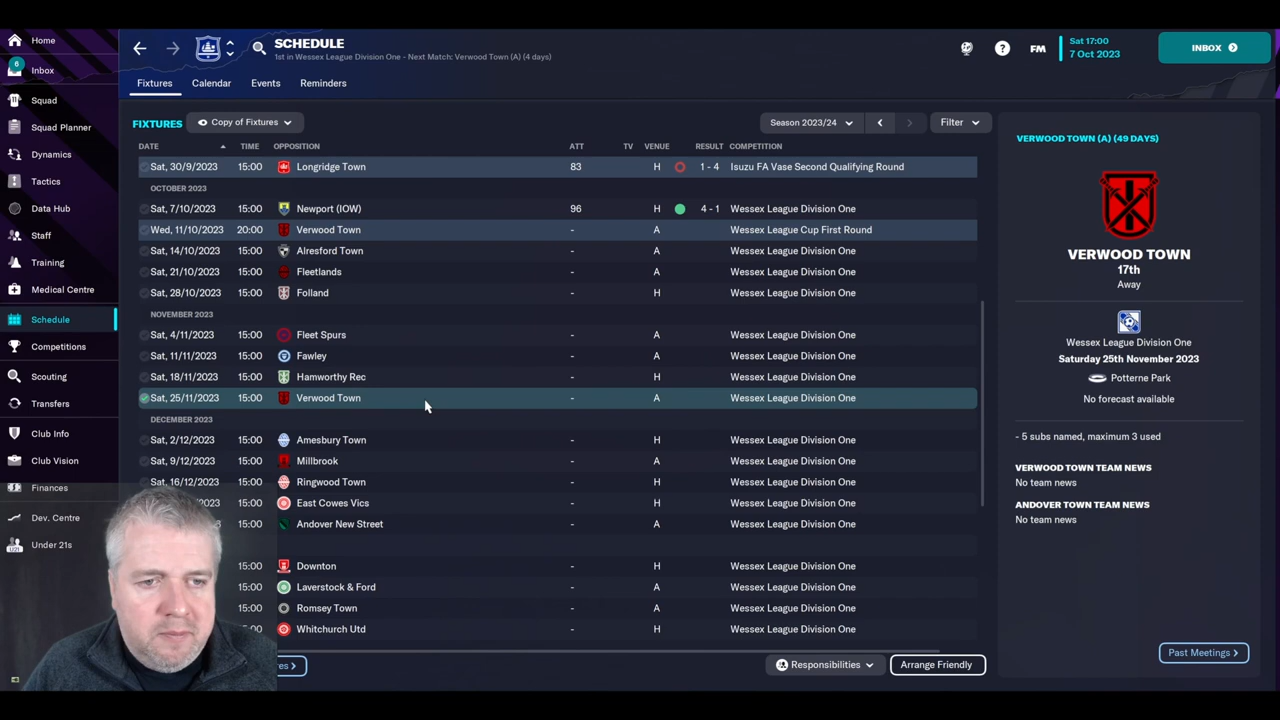 Home
SCHEDULE
1st in Wessex League Division One - Next Match: Verwood Town (A) (4 days)
FM
Sat 17:00
7 Oct 2023
INBOX
6
Inbox
Squad
Squad Planner
Dynamics
Tactics
Data Hub
Staff
Training
Medical Centre
Schedule
Competitions
Scouting
Transfers
Club Info
Club Vision
Finances
Dev. Centre
U21
Under 21s
Fixtures Calendar Events Reminders
FIXTURES Copy of Fixtures Season 2023/24 Filter
DATE TIME OPPOSITION ATT TV VENUE RESULT COMPETITION
Sat, 30/9/2023 15:00 Longridge Town 83 H 1 - 4 Isuzu FA Vase Second Qualifying Round
OCTOBER 2023
Sat, 7/10/2023 15:00 Newport (IOW) 96 H 4 - 1 Wessex League Division One
Wed, 11/10/2023 20:00 Verwood Town - A Wessex League Cup First Round
Sat, 14/10/2023 15:00 Alresford Town - A Wessex League Division One
Sat, 21/10/2023 15:00 Fleetlands - A Wessex League Division One
Sat, 28/10/2023 15:00 Folland - H Wessex League Division One
NOVEMBER 2023
Sat, 4/11/2023 15:00 Fleet Spurs - A Wessex League Division One
Sat, 11/11/2023 15:00 Fawley - A Wessex League Division One
Sat, 18/11/2023 15:00 Hamworthy Rec - H Wessex League Division One
Sat, 25/11/2023 15:00 Verwood Town - A Wessex League Division One
DECEMBER 2023
Sat, 2/12/2023 15:00 Amesbury Town - H Wessex League Division One
Sat, 9/12/2023 15:00 Millbrook - A Wessex League Division One
Sat, 16/12/2023 15:00 Ringwood Town - H Wessex League Division One
/2023 15:00 East Cowes Vics - H Wessex League Division One
15:00 Andover New Street - A Wessex League Division One
15:00 Downton - H Wessex League Division One
15:00 Laverstock & Ford - A Wessex League Division One
15:00 Romsey Town - A Wessex League Division One
15:00 Whitchurch Utd - H Wessex League Division One
Responsibilities
Arrange Friendly
VERWOOD TOWN (A) (49 DAYS)
VERWOOD TOWN
17th
Away
Wessex League Division One
Saturday 25th November 2023
Potterne Park
No forecast available
- 5 subs named, maximum 3 used
VERWOOD TOWN TEAM NEWS
No team news
ANDOVER TOWN TEAM NEWS
No team news
Past Meetings